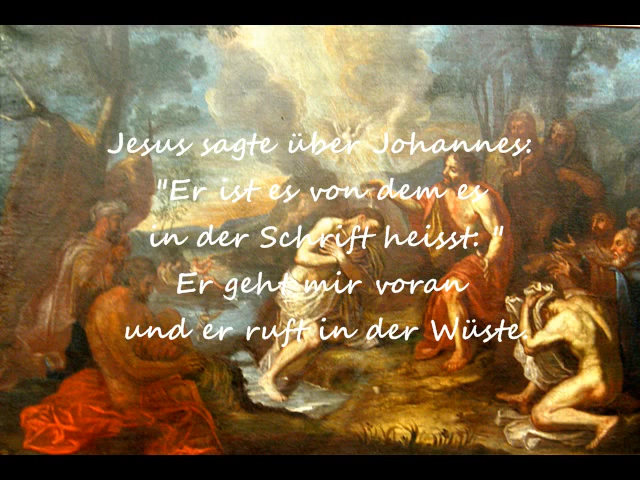 Jesus sagte über Johannes:
"Er ist es von dem es
in der Schrift heisst: "
Er geht mir voran
und er ruft in der Wüste.